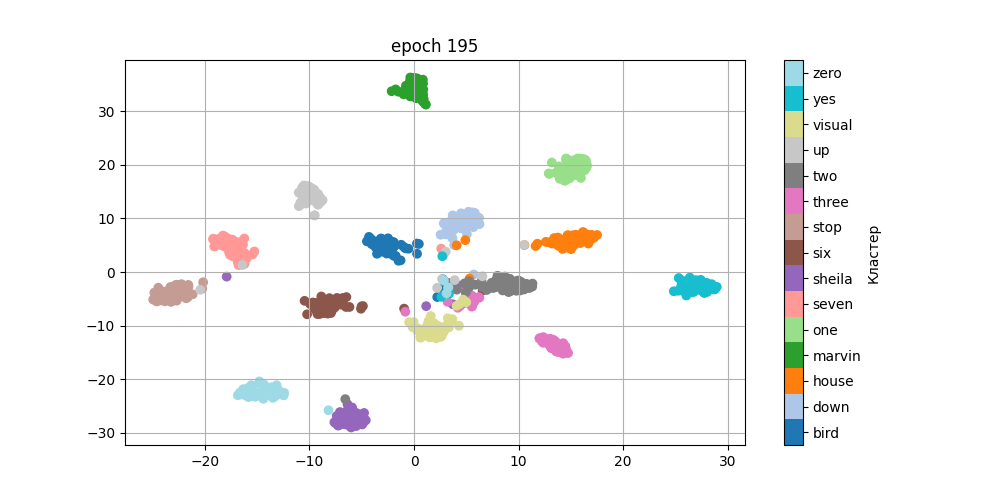 epoch 195
30
20
10
0
−10
−20
−30
−20
−10
0
10
20
30
zero
yes
visual
up
two
three
stop
six
sheila
seven
one
marvin
house
down
bird
Кластер